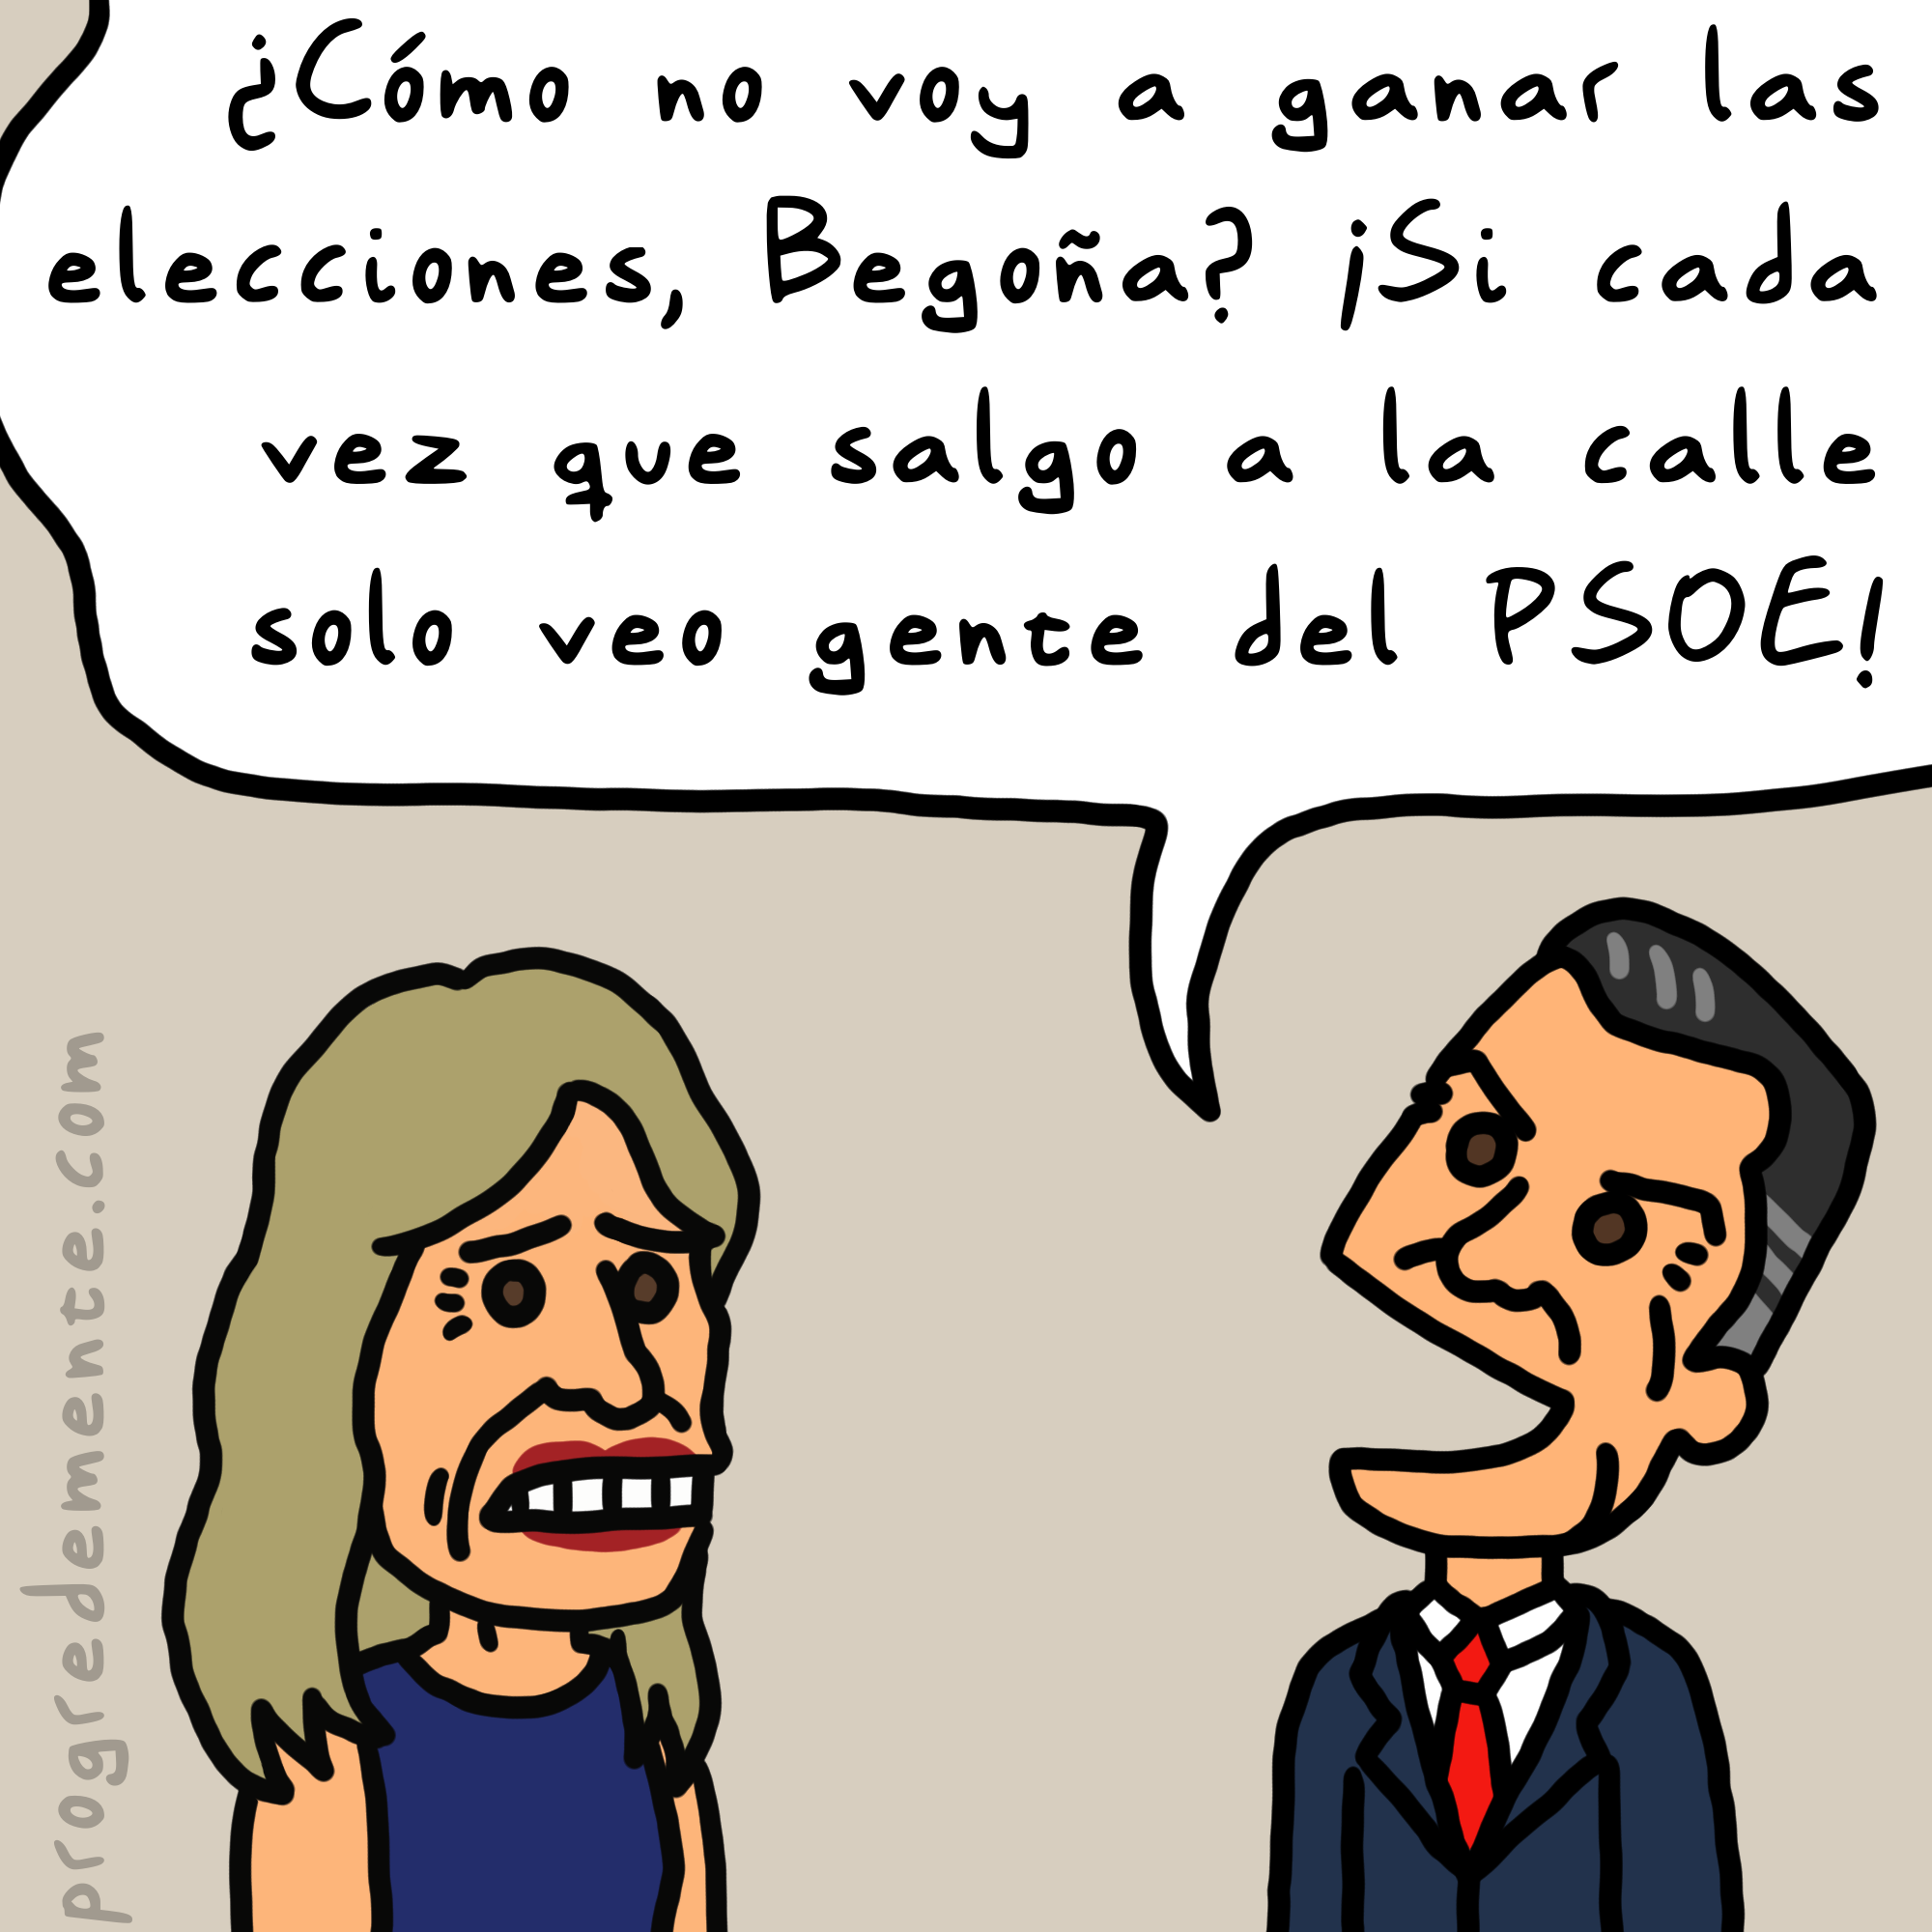 ¿Cómo no voy a ganar las
elecciones, Begoña? ¡Si cada
vez que salgo a la calle
solo veo gente del PSOE!
progredemente.com